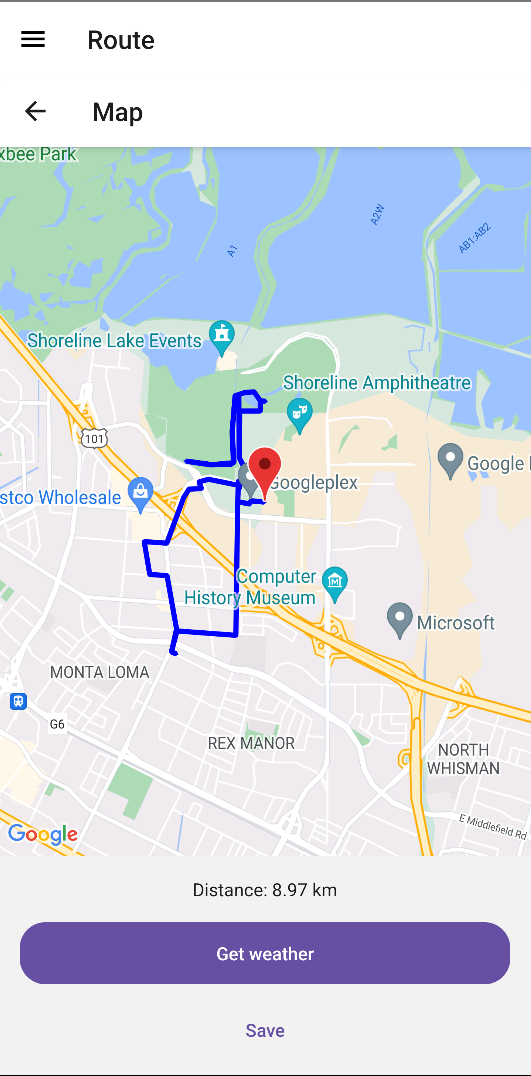 Route
Map
xbee Park
A1
A2W
AB1;AB2
Shoreline Lake Events
Shoreline Amphitheatre
101
Googleplex
Google
stco Wholesale
Computer
History Museum
Microsoft
MONTA LOMA
G6
REX MANOR
NORTH
WHISMAN
E Middlefield Rd
Google
Distance: 8.97 km
Get weather
Save